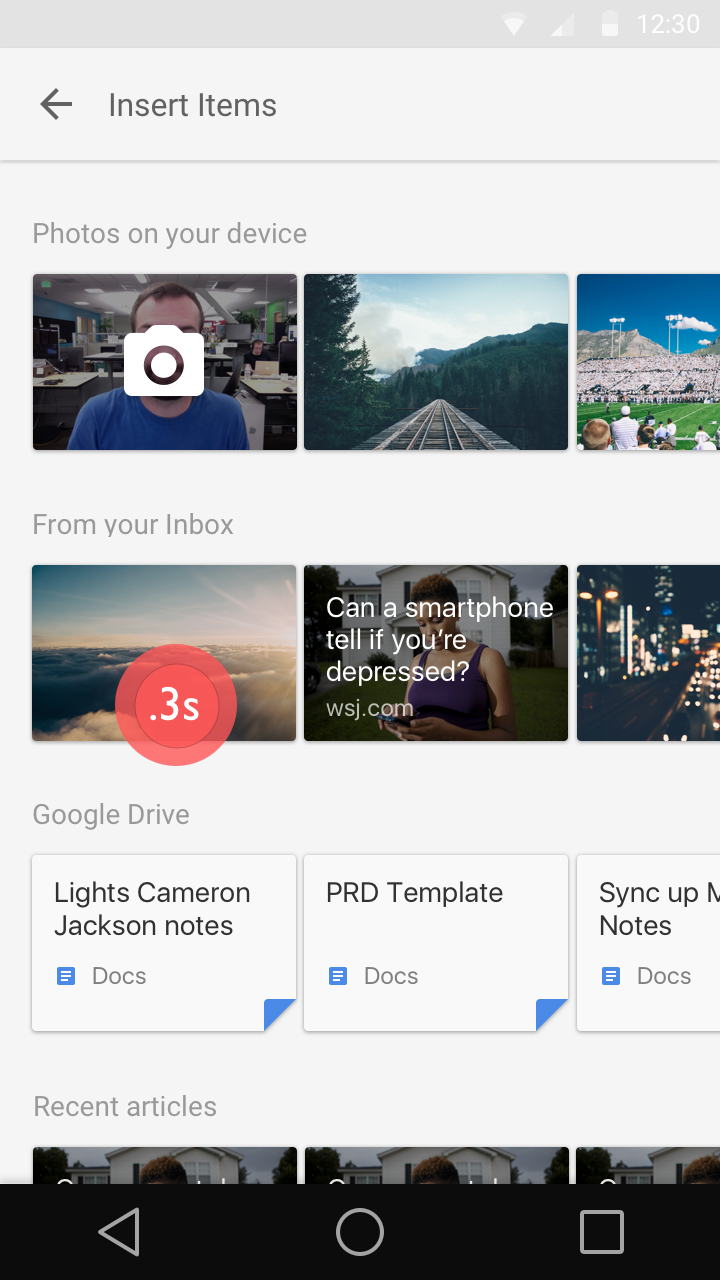 12:30
Insert Items
Photos on your device
From your Inbox
Can a smartphone
tell if you’re
depressed?
wsj.com
.3s
Google Drive
Lights Cameron
Jackson notes
Docs
PRD Template
Docs
Sync up M
Notes
Docs
Recent articles